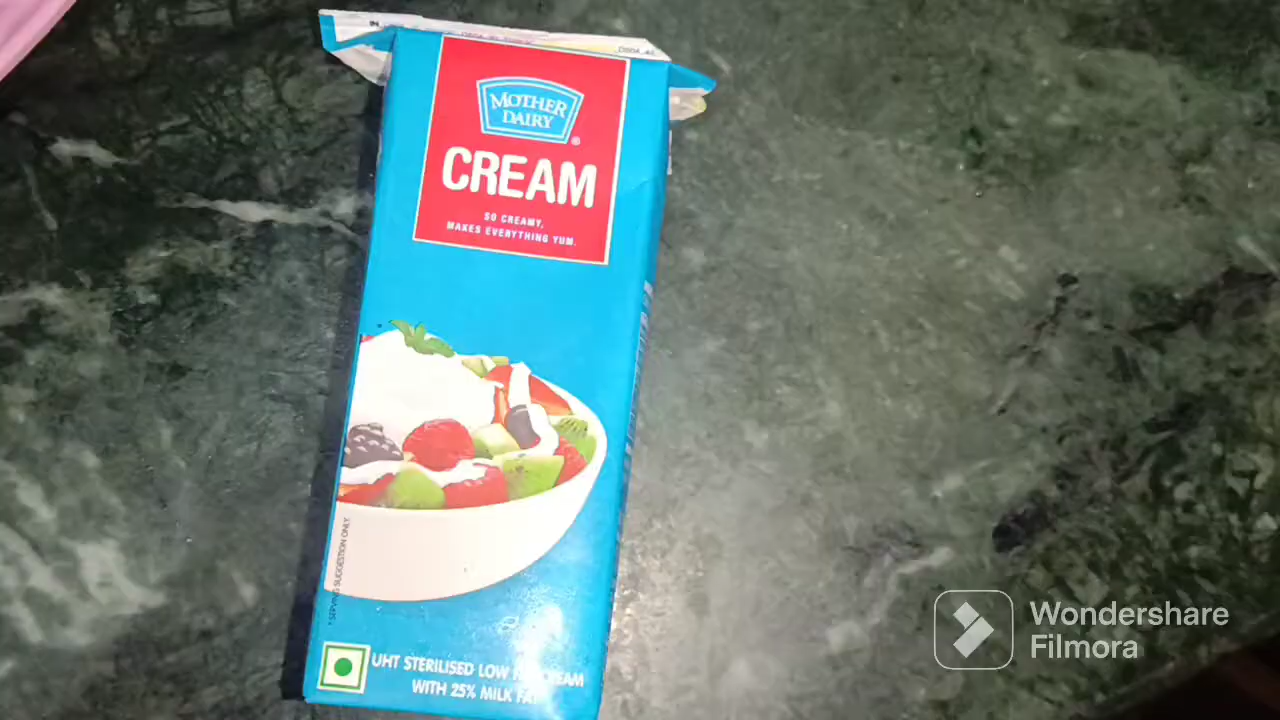 MOTHER
DAIRY
®
CREAM
SO CREAMY,
MAKES EVERYTHING YUM.
*SERVING SUGGESTION ONLY.
UHT STERILISED LOW CREAM
WITH 25% MILK
Wondershare
Filmora